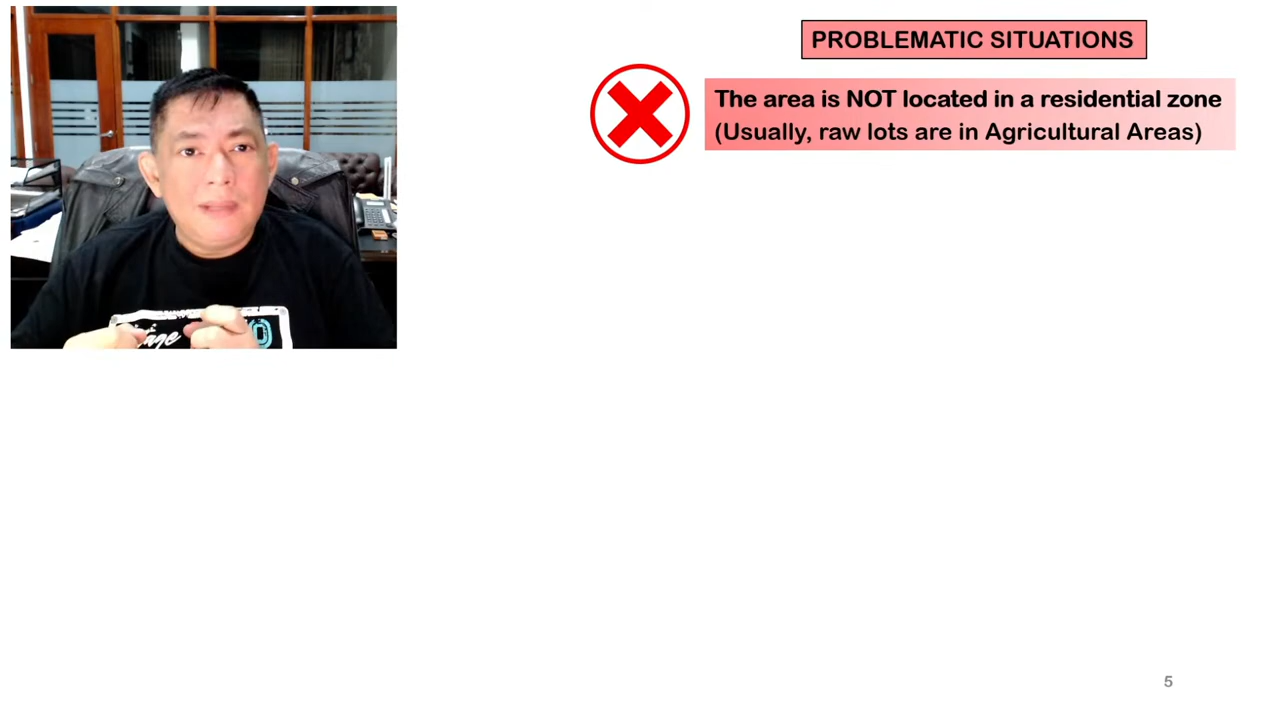 PROBLEMATIC SITUATIONS
The area is NOT located in a residential zone
(Usually, raw lots are in Agricultural Areas)
5